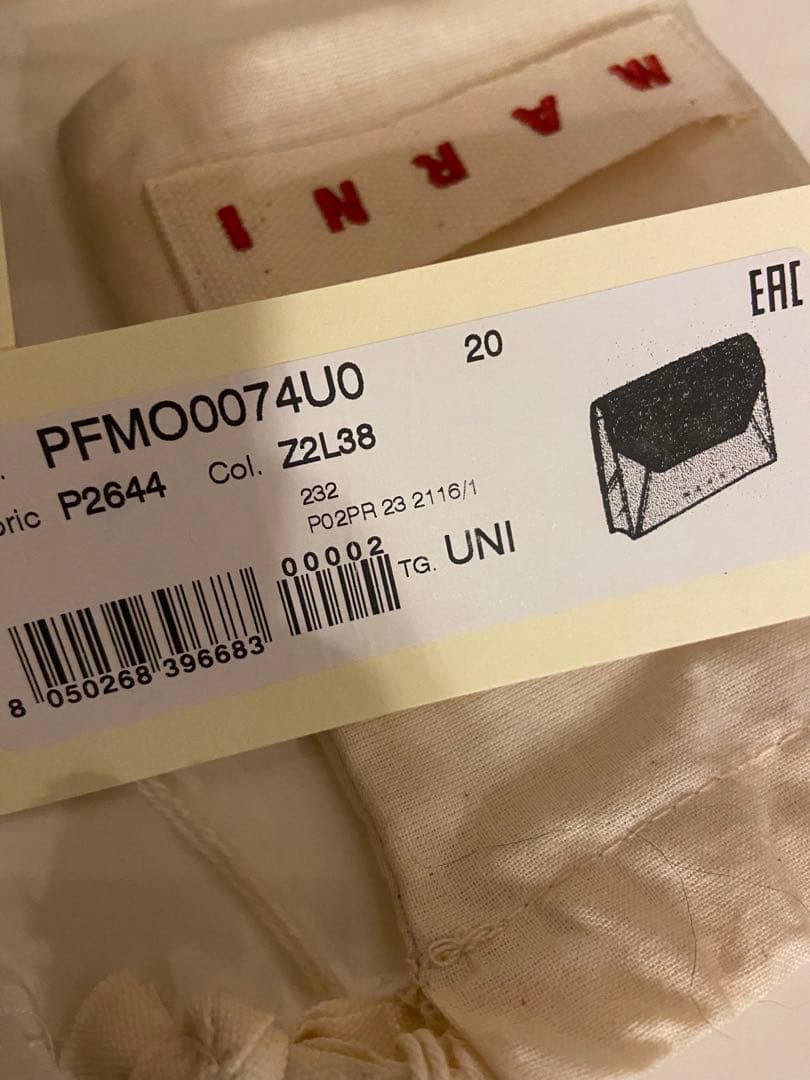 MARNI
EAC
20
PFMO0074U0
P2644 Col. Z2L38
232
P02PR 23 2116/1
00002 TG. UNI
8 050268 396683